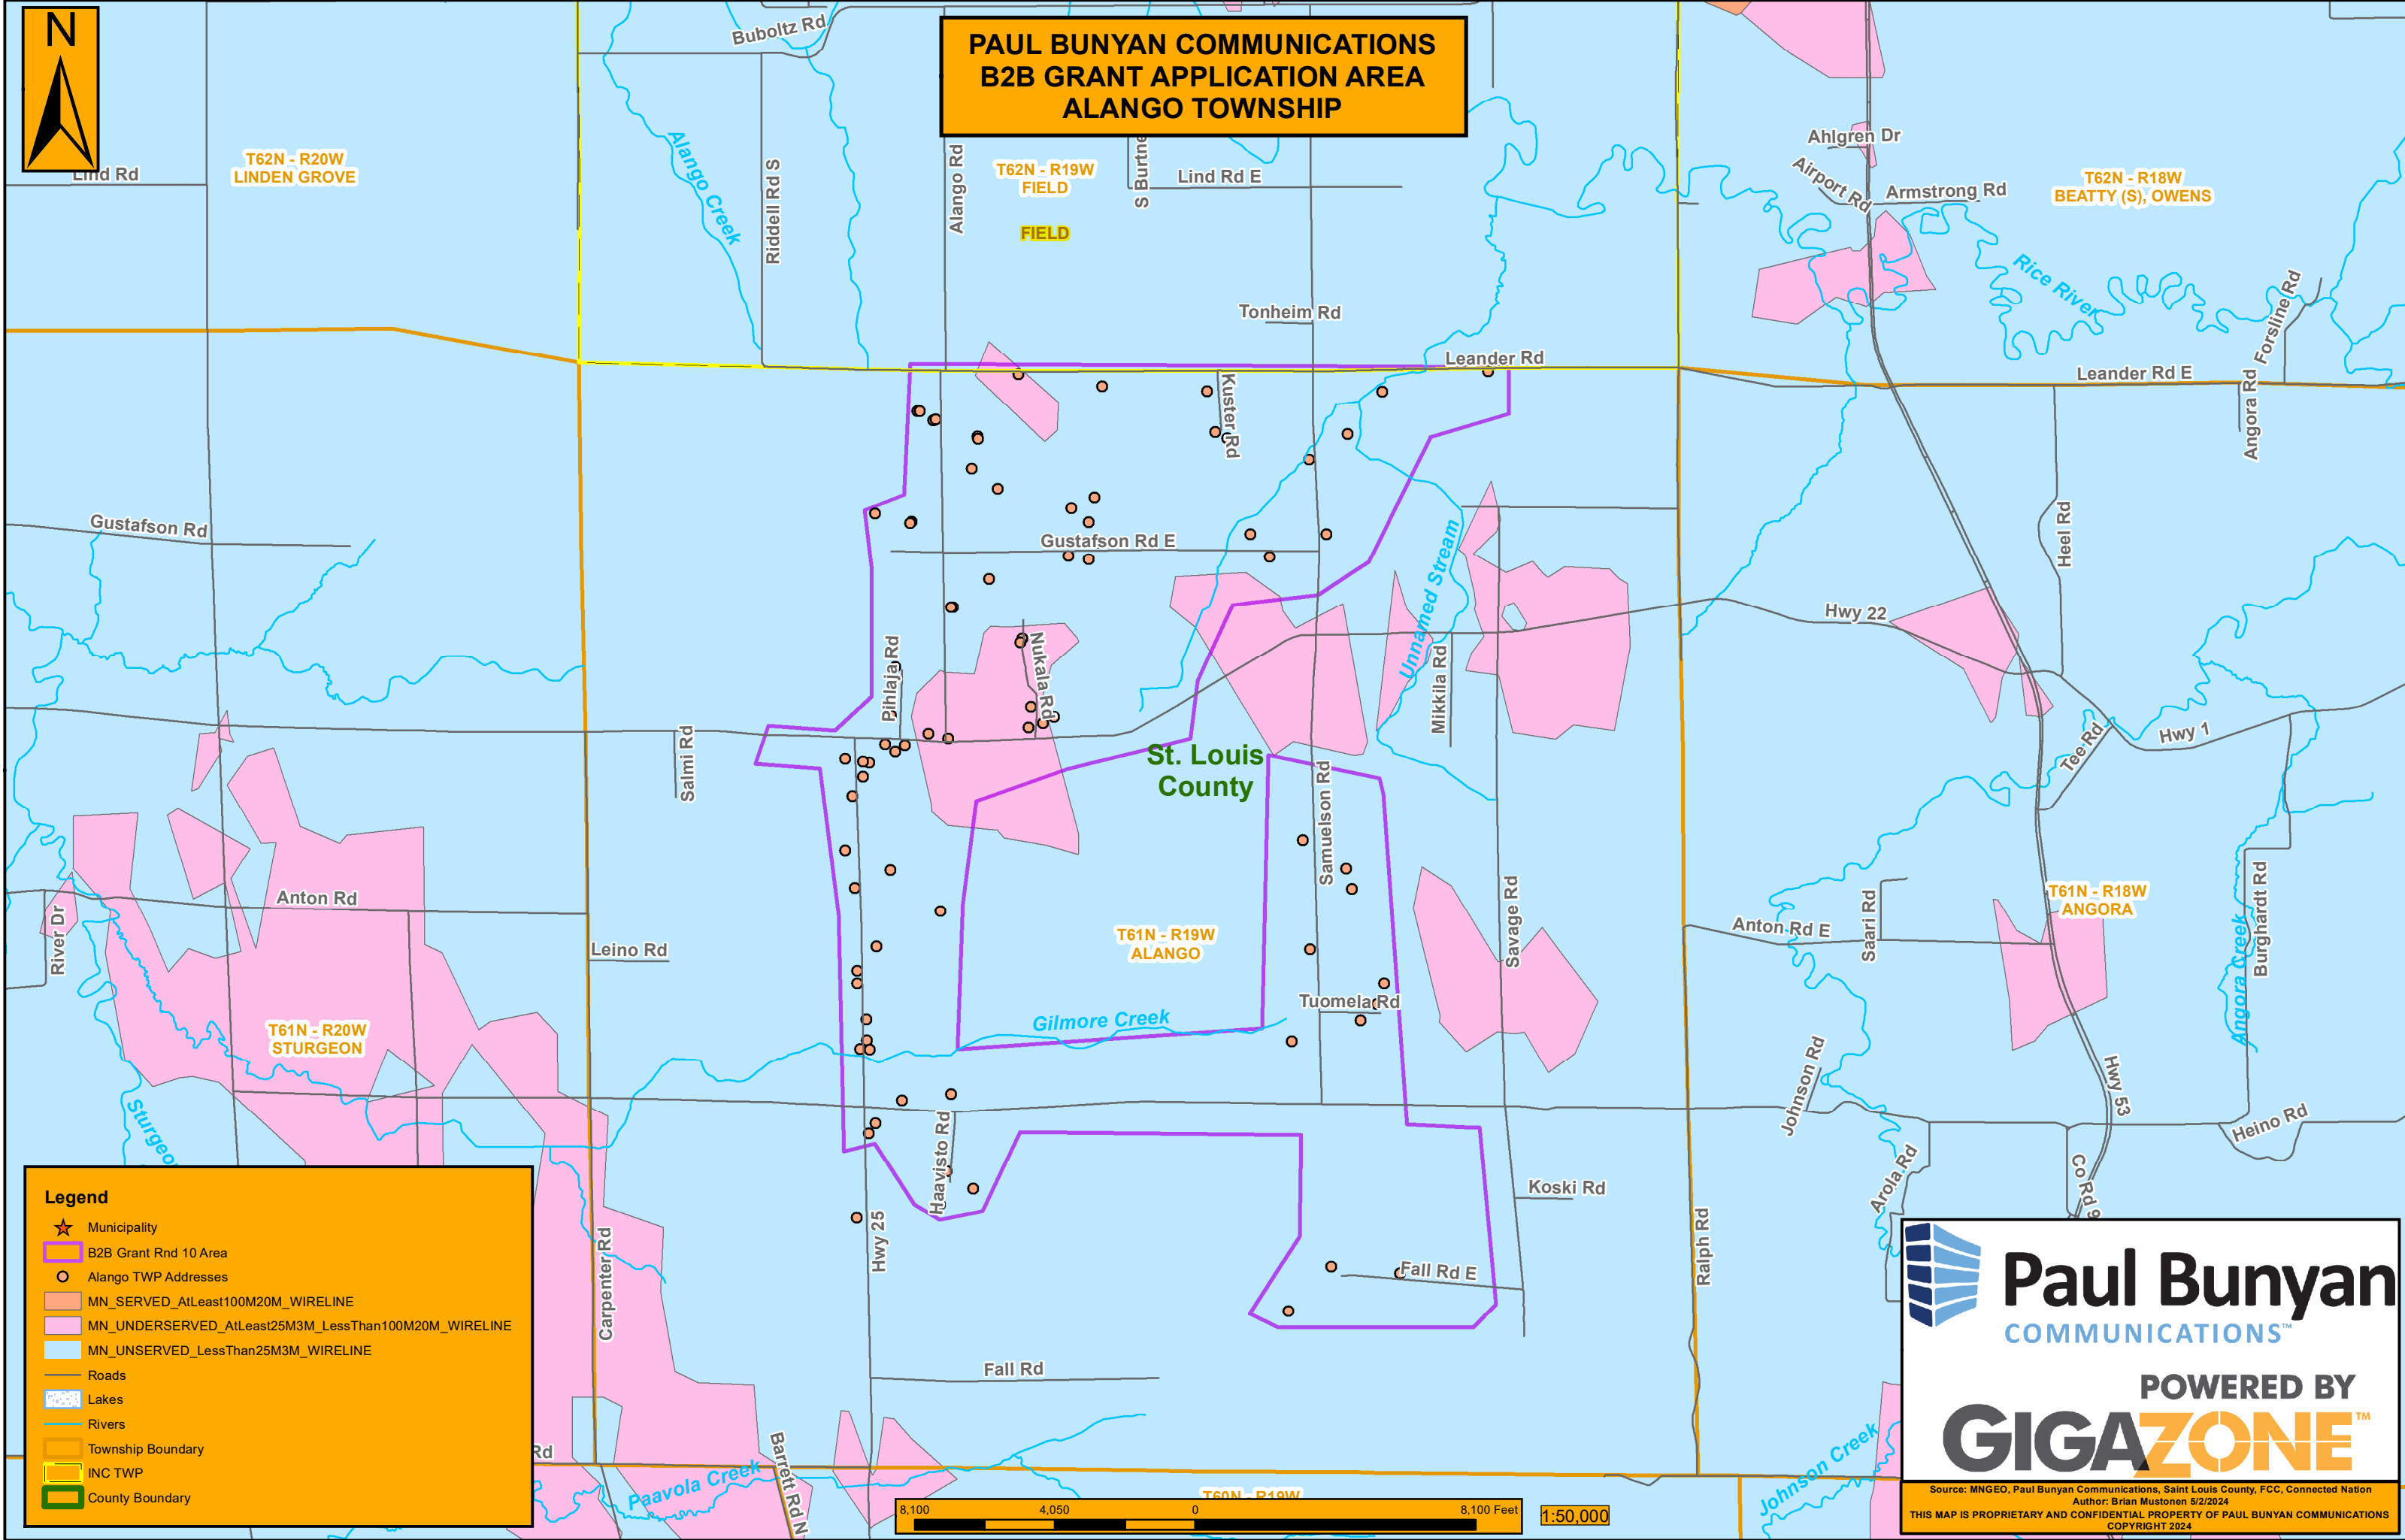 N
PAUL BUNYAN COMMUNICATIONS
B2B GRANT APPLICATION AREA
ALANGO TOWNSHIP
Buboltz Rd
Alango Creek
Riddell Rd S
Alango Rd
T62N - R19W
FIELD
FIELD
S Burtne
Lind Rd E
Lind Rd
T62N - R20W
LINDEN GROVE
Ahlgren Dr
Airport Rd
Armstrong Rd
T62N - R18W
BEATTY (S), OWENS
Rice River
Forsline Rd
Tonheim Rd
Leander Rd
Leander Rd E
Angora Rd
Kuster Rd
Heel Rd
Gustafson Rd
Gustafson Rd E
Unnamed Stream
Hwy 22
Pihlaja Rd
Nukala Rd
Mikkila Rd
Salmi Rd
St. Louis
County
Samuelson Rd
Tee Rd
Hwy 1
Anton Rd
River Dr
Leino Rd
T61N - R19W
ALANGO
Savage Rd
Anton Rd E
Saari Rd
T61N - R18W
ANGORA
Burghardt Rd
Angora Creek
Tuomela Rd
Gilmore Creek
T61N - R20W
STURGEON
Sturgeo
Johnson Rd
Hwy 53
Heino Rd
Haavisto Rd
Hwy 25
Koski Rd
Arola Rd
Co Rd 9
Carpenter Rd
Ralph Rd
Fall Rd E
Fall Rd
Rd
Barrett Rd N
Paavola Creek
Johnson Creek
T60N - R19W
Legend
Municipality
B2B Grant Rnd 10 Area
Alango TWP Addresses
MN_SERVED_AtLeast100M20M_WIRELINE
MN_UNDERSERVED_AtLeast25M3M_LessThan100M20M_WIRELINE
MN_UNSERVED_LessThan25M3M_WIRELINE
Roads
Lakes
Rivers
Township Boundary
INC TWP
County Boundary
8,100 4,050 0 8,100 Feet
1:50,000
Paul Bunyan
COMMUNICATIONS™
POWERED BY
GIGAZONE™
Source: MNGEO, Paul Bunyan Communications, Saint Louis County, FCC, Connected Nation
Author: Brian Mustonen 5/2/2024
THIS MAP IS PROPRIETARY AND CONFIDENTIAL PROPERTY OF PAUL BUNYAN COMMUNICATIONS
COPYRIGHT 2024